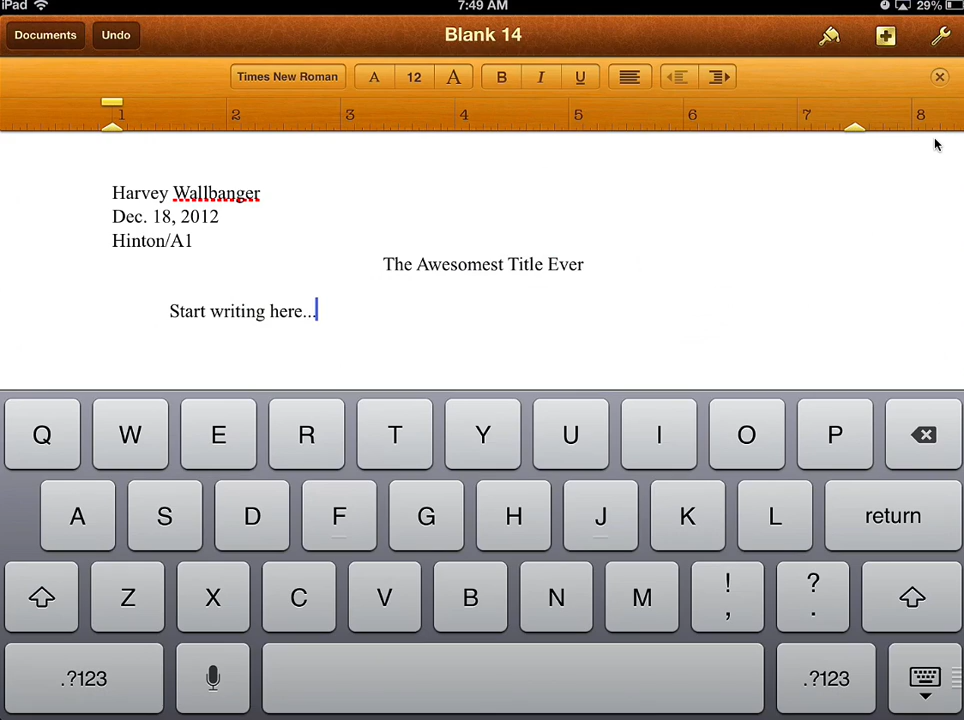 iPad 7:49 AM 29%
Documents Undo Blank 14
Times New Roman A 12 A B I U
1 2 3 4 5 6 7 8
Harvey Wallbanger
Dec. 18, 2012
Hinton/A1
The Awesomest Title Ever
Start writing here...
Q W E R T Y U I O P
A S D F G H J K L return
Z X C V B N M ! , ? .
.?123 .?123